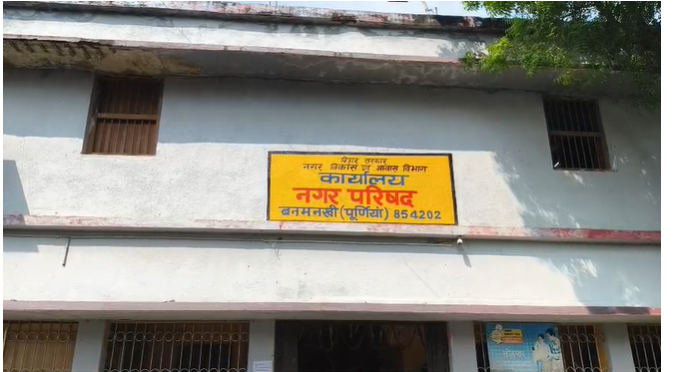 बिहार सरकार
नगर विकास एवं आवास विभाग
कार्यालय
नगर परिषद
बनमनखी (पूर्णियाँ) 854202